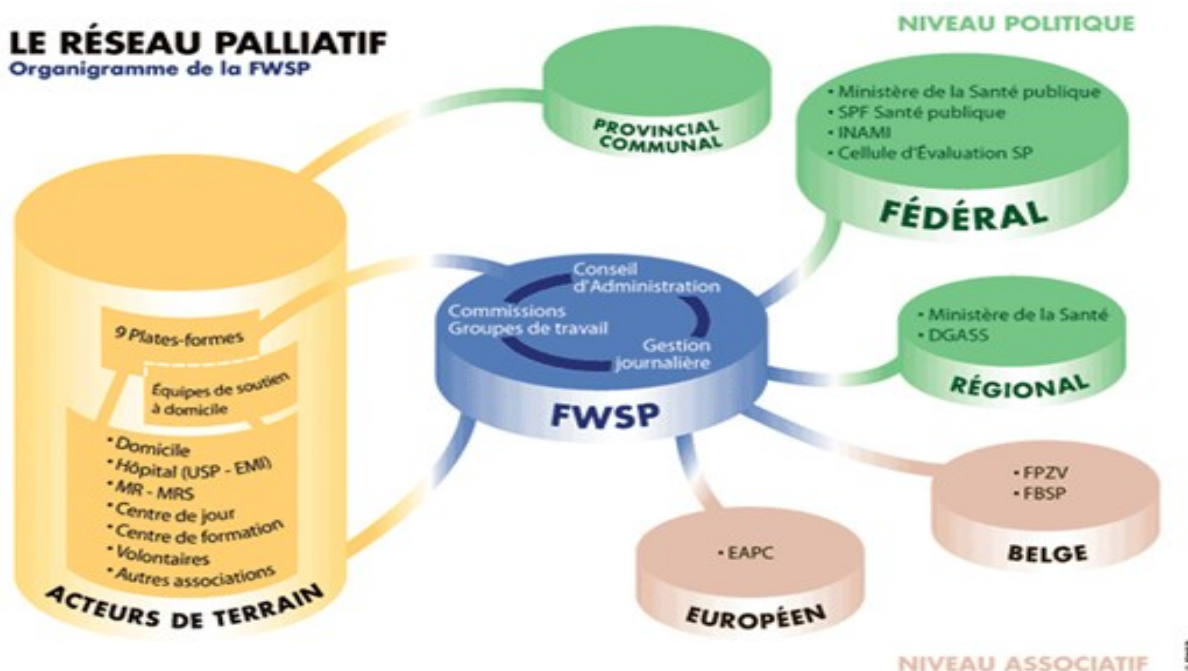 LE RÉSEAU PALLIATIF
Organigramme de la FWSP
NIVEAU POLITIQUE
PROVINCIAL
COMMUNAL
• Ministère de la Santé publique
• SPF Santé publique
• INAMI
• Cellule d'Évaluation SP
FÉDÉRAL
Conseil
d'Administration
Commissions
Groupes de travail
Gestion
journalière
FWSP
• Ministère de la Santé
• DGASS
RÉGIONAL
9 Plates-formes
Équipes de soutien
à domicile
• Domicile
• Hôpital (USP - EMI)
• MR - MRS
• Centre de jour
• Centre de formation
• Volontaires
• Autres associations
ACTEURS DE TERRAIN
• FPZV
• FBSP
BELGE
• EAPC
EUROPÉEN
NIVEAU ASSOCIATIF